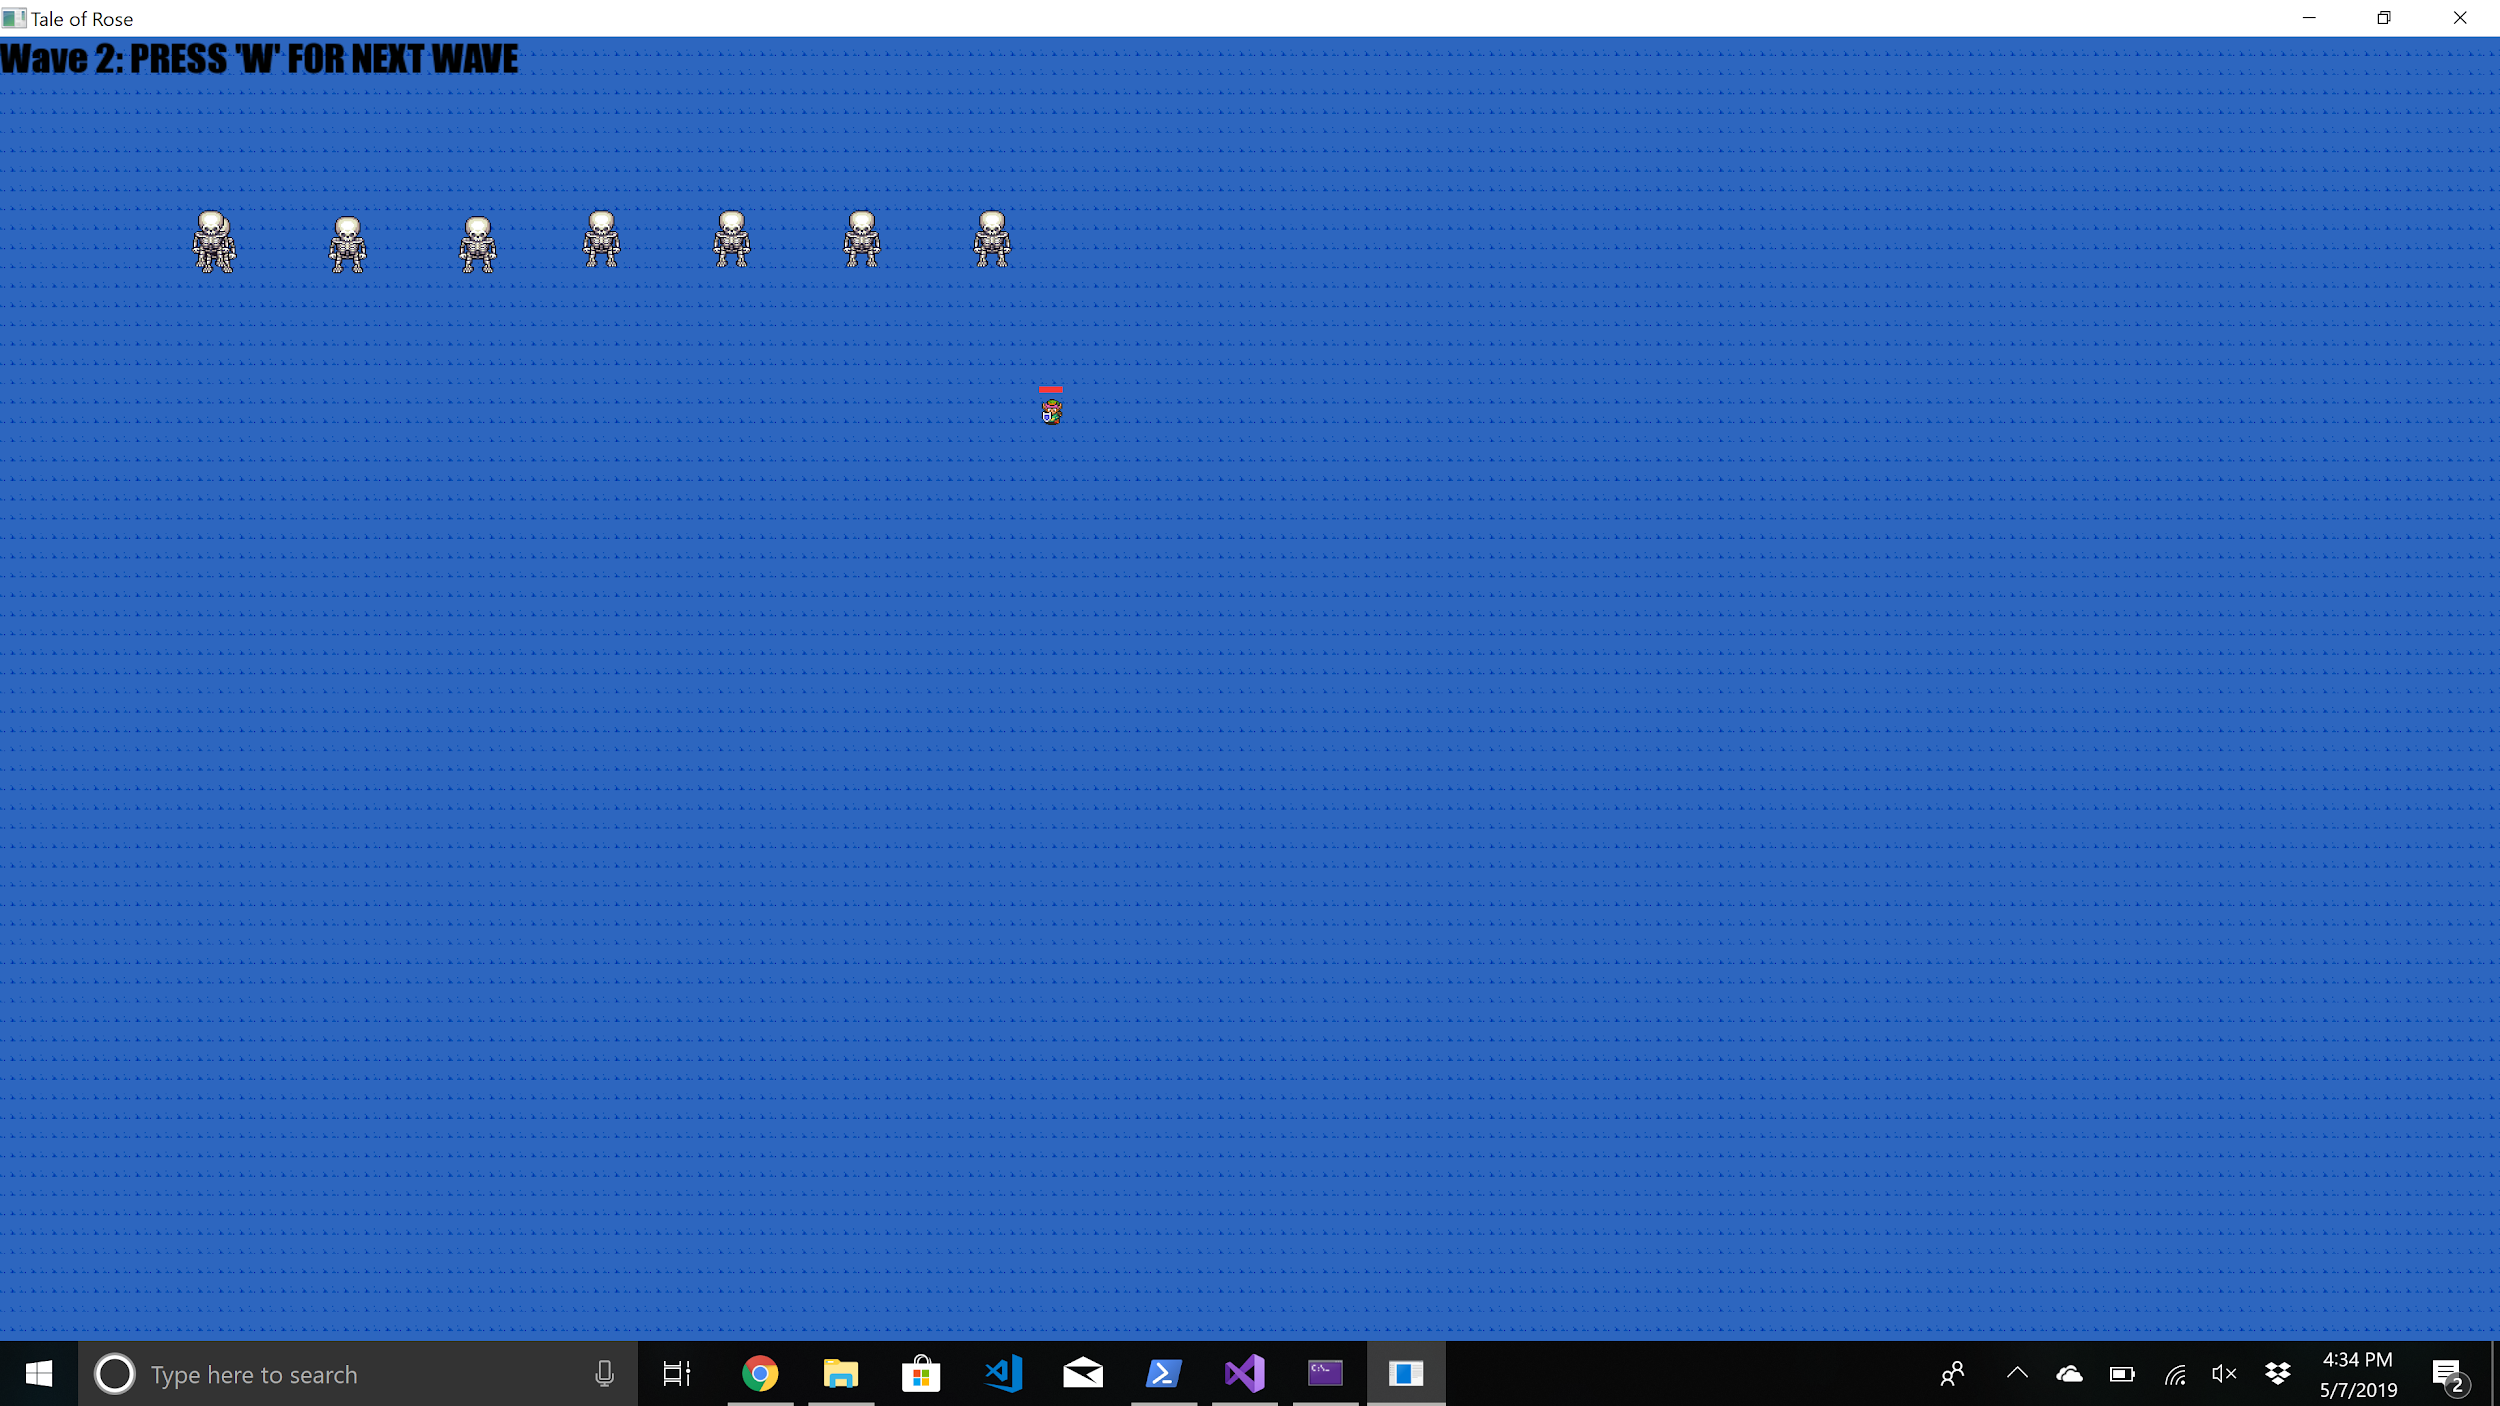 Tale of Rose
Wave 2: PRESS 'W' FOR NEXT WAVE
Type here to search
C:\_
4:34 PM
5/7/2019
2